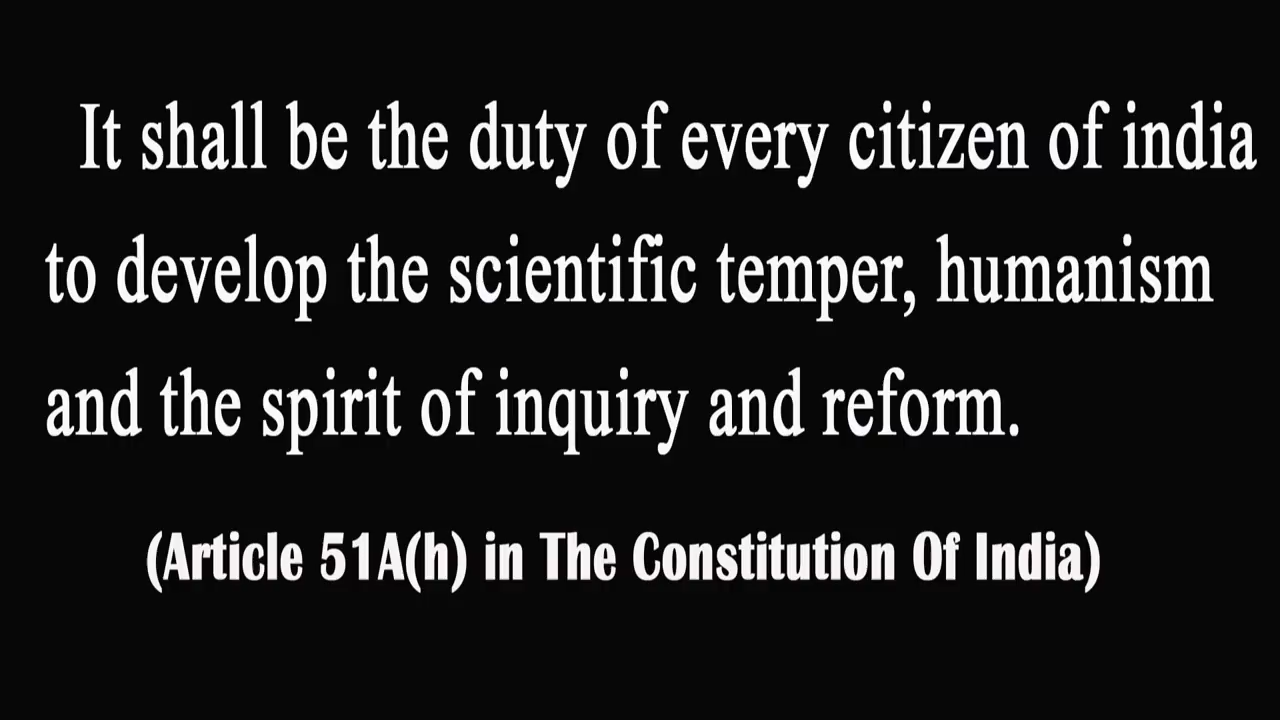 It shall be the duty of every citizen of india
to develop the scientific temper, humanism
and the spirit of inquiry and reform.
(Article 51A(h) in The Constitution Of India)